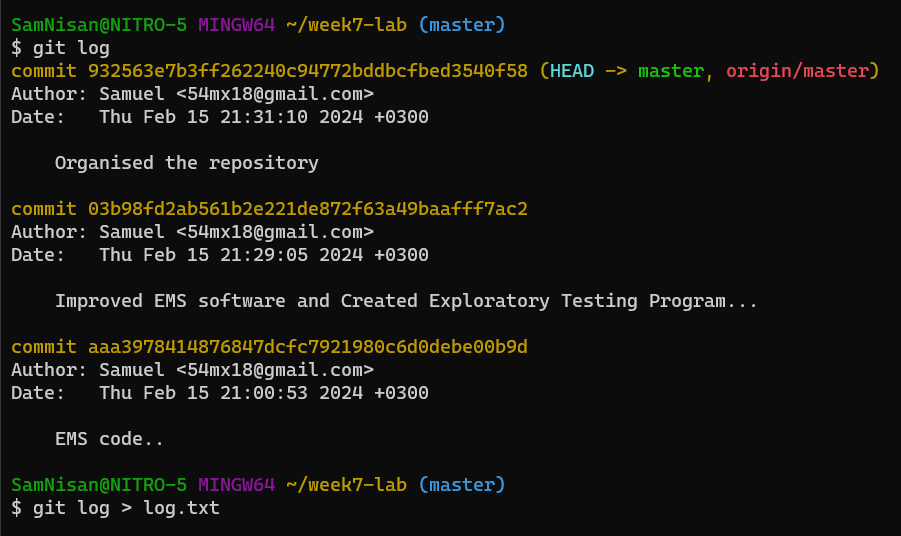 SamNisan@NITRO-5 MINGW64 ~/week7-lab (master)
$ git log
commit 932563e7b3ff262240c94772bddbcfbed3540f58 (HEAD -> master, origin/master)
Author: Samuel <54mx18@gmail.com>
Date:   Thu Feb 15 21:31:10 2024 +0300
    Organised the repository
commit 03b98fd2ab561b2e221de872f63a49baafff7ac2
Author: Samuel <54mx18@gmail.com>
Date:   Thu Feb 15 21:29:05 2024 +0300
    Improved EMS software and Created Exploratory Testing Program...
commit aaa3978414876847dcfc7921980c6d0debe00b9d
Author: Samuel <54mx18@gmail.com>
Date:   Thu Feb 15 21:00:53 2024 +0300
    EMS code..
SamNisan@NITRO-5 MINGW64 ~/week7-lab (master)
$ git log > log.txt